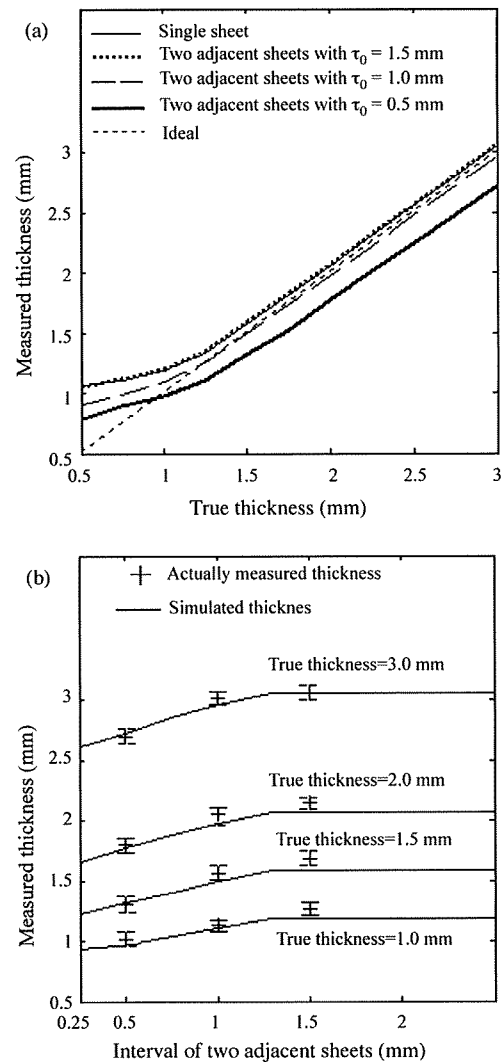 (a)
Single sheet
Two adjacent sheets with τ0 = 1.5 mm
Two adjacent sheets with τ0 = 1.0 mm
Two adjacent sheets with τ0 = 0.5 mm
Ideal
Measured thickness (mm)
3
2.5
2
1.5
1
0.5
0.5 1 1.5 2 2.5 3
True thickness (mm)
(b)
Actually measured thickness
Simulated thicknes
True thickness=3.0 mm
True thickness=2.0 mm
True thickness=1.5 mm
True thickness=1.0 mm
Measured thickness (mm)
3
2.5
2
1.5
1
0.5
0.25 0.5 1 1.5 2
Interval of two adjacent sheets (mm)